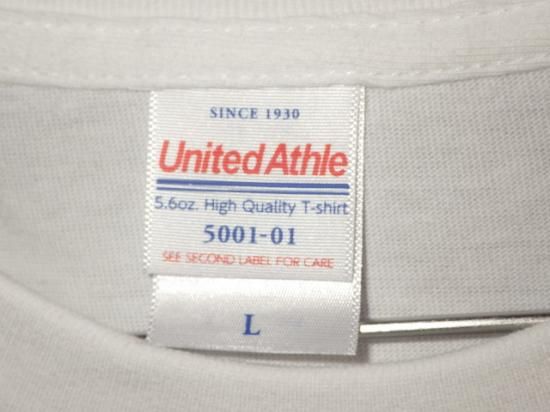 SINCE 1930
United Athle
5.6oz. High Quality T-shirt
5001-01
SEE SECOND LABEL FOR CARE
L